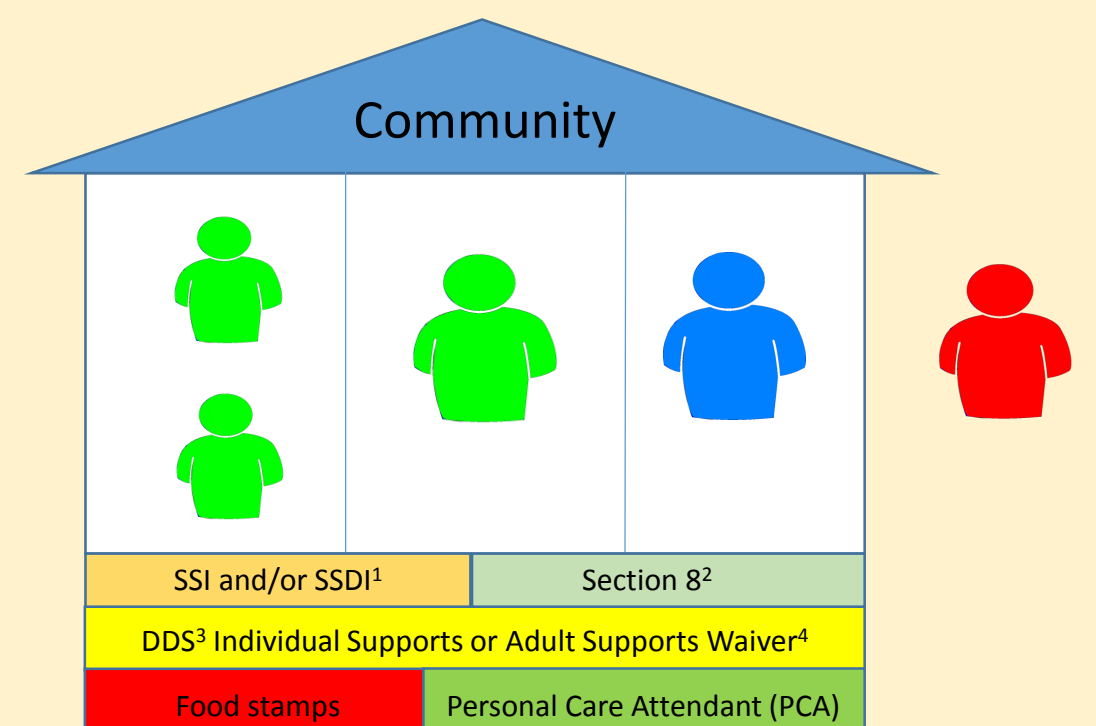 Community
SSI and/or SSDI¹
Section 8²
DDS³ Individual Supports or Adult Supports Waiver⁴
Food stamps
Personal Care Attendant (PCA)